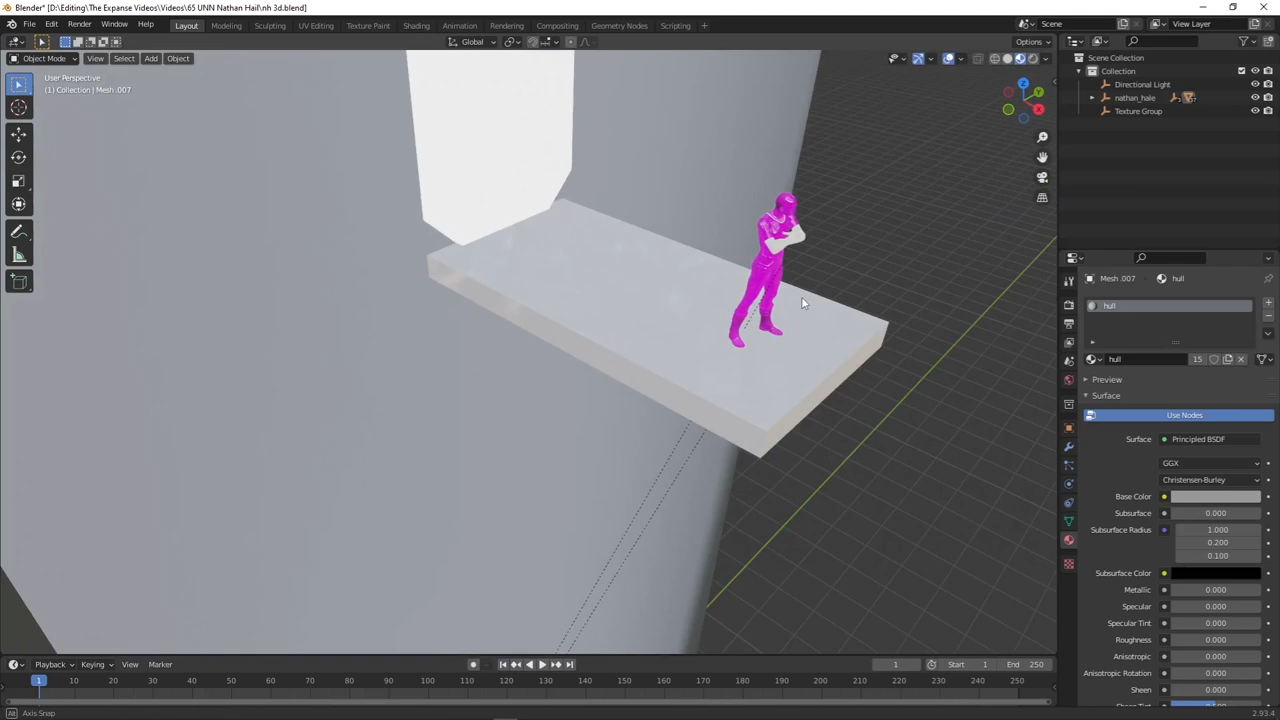 Blender* [D:\Editing\The Expanse Videos\Videos\65 UNN Nathan Hail\nh 3d.blend]
File Edit Render Window Help Layout Modeling Sculpting UV Editing Texture Paint Shading Animation Rendering Compositing Geometry Nodes Scripting + Scene View Layer
Global Options
Object Mode View Select Add Object
User Perspective
(1) Collection | Mesh.007
Z
Y
X
Scene Collection
Collection
Directional Light
nathan_hale
Texture Group
Mesh.007 hull
hull
hull 15
Preview
Surface
Use Nodes
Surface Principled BSDF
GGX
Christensen-Burley
Base Color
Subsurface 0.000
Subsurface Radius 1.000
0.200
0.100
Subsurface Color
Metallic 0.000
Specular 0.000
Specular Tint 0.000
Roughness 0.000
Anisotropic 0.000
Anisotropic Rotation 0.000
Sheen 0.000
Playback Keying View Marker 1 Start 1 End 250
1 10 20 30 40 50 60 70 80 90 100 110 120 130 140 150 160 170 180 190 200 210 220 230 240 250
Axis Snap 2.93.4